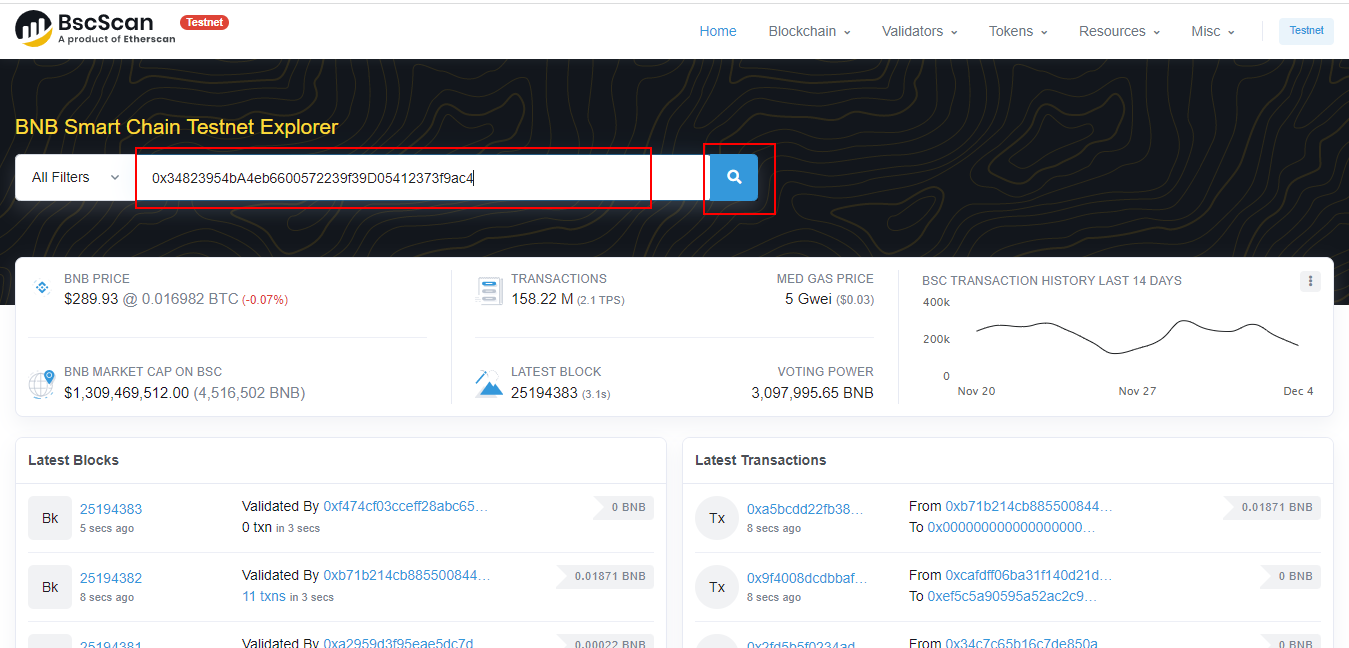 BscScan Testnet
A product of Etherscan
Home Blockchain Validators Tokens Resources Misc Testnet
BNB Smart Chain Testnet Explorer
All Filters 0x34823954bA4eb6600572239f39D05412373f9ac4
BNB PRICE
$289.93 @ 0.016982 BTC (-0.07%)
BNB MARKET CAP ON BSC
$1,309,469,512.00 (4,516,502 BNB)
TRANSACTIONS
158.22 M (2.1 TPS)
MED GAS PRICE
5 Gwei ($0.03)
LATEST BLOCK
25194383 (3.1s)
VOTING POWER
3,097,995.65 BNB
BSC TRANSACTION HISTORY LAST 14 DAYS
400k
200k
0
Nov 20 Nov 27 Dec 4
Latest Blocks
Bk 25194383
5 secs ago
Validated By 0xf474cf03cceff28abc65...
0 txn in 3 secs
0 BNB
Bk 25194382
8 secs ago
Validated By 0xb71b214cb885500844...
11 txns in 3 secs
0.01871 BNB
25194381
Validated By 0xa2959d3f95eae5dc7d
0.00022 BNB
Latest Transactions
Tx 0xa5bcdd22fb38...
8 secs ago
From 0xb71b214cb885500844...
To 0x000000000000000000...
0.01871 BNB
Tx 0x9f4008dcdbbaf...
8 secs ago
From 0xcafdff06ba31f140d21d...
To 0xef5c5a90595a52ac2c9...
0 BNB
0x2fd5b5f0234ad
From 0x34c7c65b16c7de850a
0 BNB